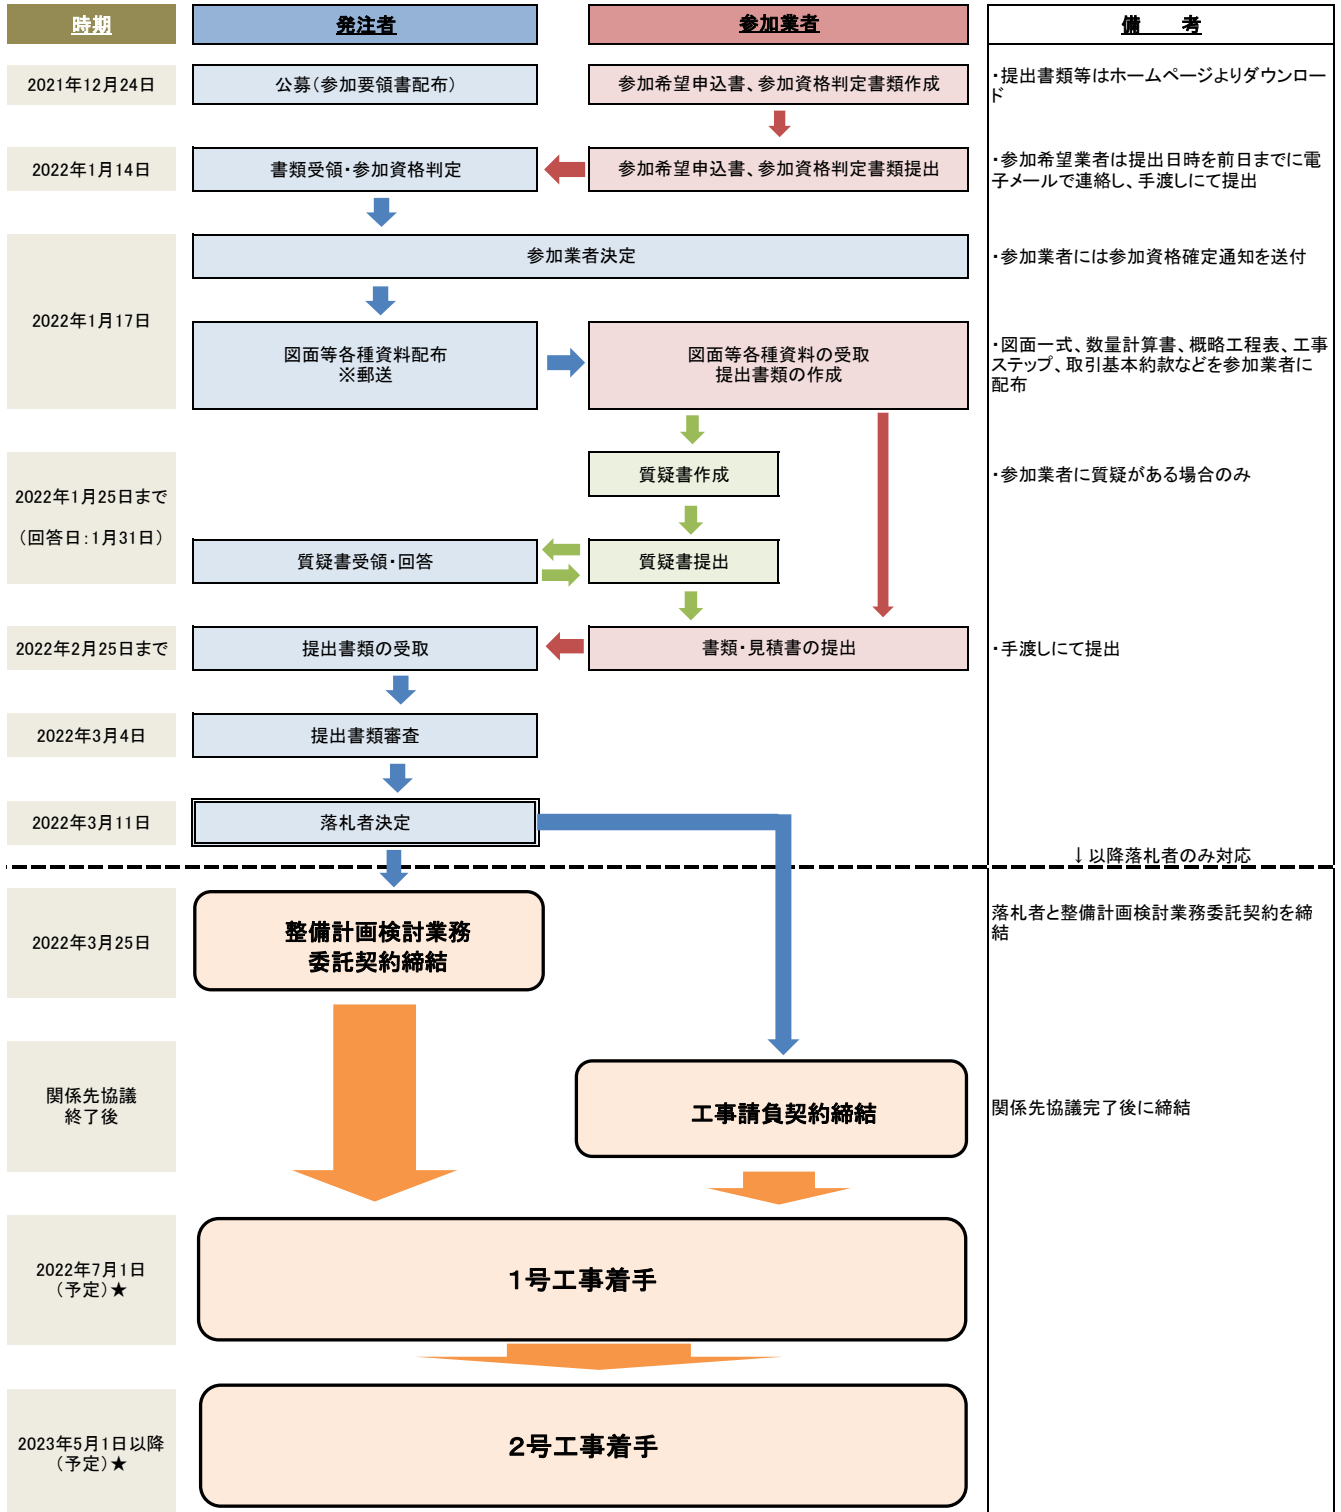 時期
発注者
参加業者
備　考
2021年12月24日
公募（参加要領書配布）
参加希望申込書、参加資格判定書類作成
・提出書類等はホームページよりダウンロー
ド
2022年1月14日
書類受領・参加資格判定
参加希望申込書、参加資格判定書類提出
・参加希望業者は提出日時を前日までに電
子メールで連絡し、手渡しにて提出
参加業者決定
・参加業者には参加資格確定通知を送付
2022年1月17日
図面等各種資料配布
※郵送
図面等各種資料の受取
提出書類の作成
・図面一式、数量計算書、概略工程表、工事
ステップ、取引基本約款などを参加業者に
配布
質疑書作成
・参加業者に質疑がある場合のみ
2022年1月25日まで
（回答日：1月31日）
質疑書受領・回答
質疑書提出
2022年2月25日まで
提出書類の受取
書類・見積書の提出
・手渡しにて提出
2022年3月4日
提出書類審査
2022年3月11日
落札者決定
↓以降落札者のみ対応
2022年3月25日
整備計画検討業務
委託契約締結
落札者と整備計画検討業務委託契約を締
結
関係先協議
終了後
工事請負契約締結
関係先協議完了後に締結
2022年7月1日
（予定）★
1号工事着手
2023年5月1日以降
（予定）★
2号工事着手